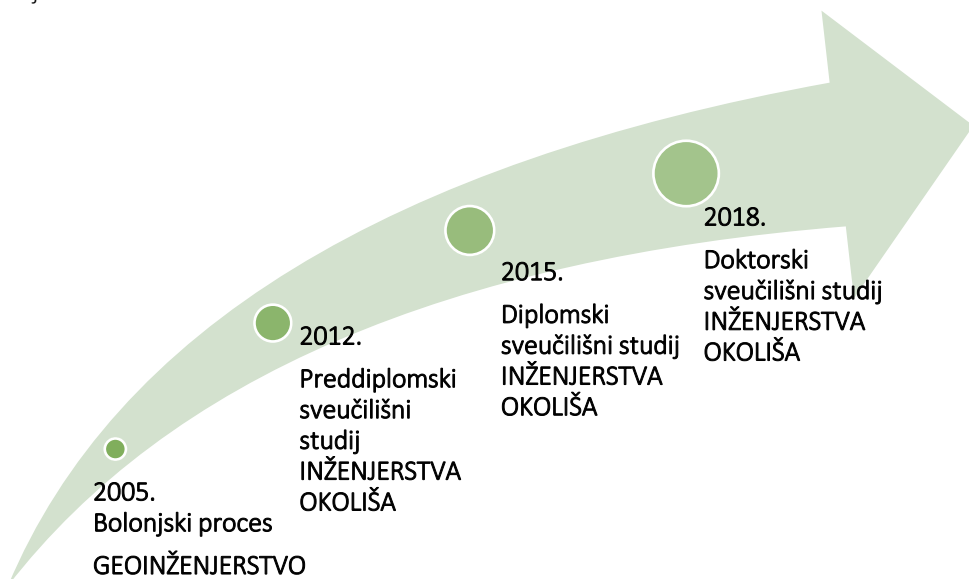 2005.
Bolonjski proces
GEOINŽENJERSTVO
2012.
Preddiplomski
sveučilišni
studij
INŽENJERSTVA
OKOLIŠA
2015.
Diplomski
sveučilišni studij
INŽENJERSTVA
OKOLIŠA
2018.
Doktorski
sveučilišni studij
INŽENJERSTVA
OKOLIŠA